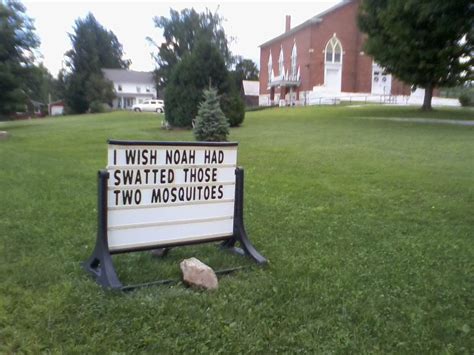 I WISH NOAH HAD
SWATTED THOSE
TWO MOSQUITOES